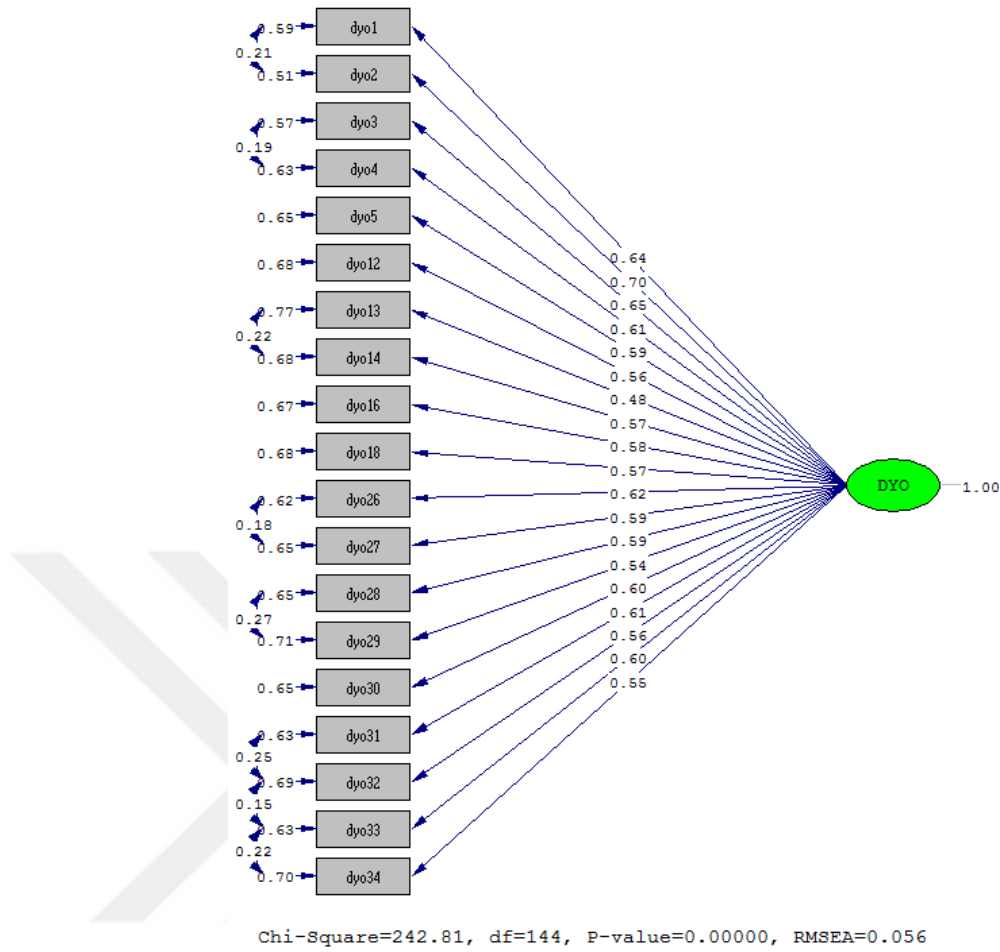 0.59 dyo1
0.21
0.51 dyo2
0.57 dyo3
0.19
0.63 dyo4
0.65 dyo5
0.64
0.68 dyo12
0.70
0.65
0.77 dyo13
0.61
0.22
0.59
0.68 dyo14
0.56
0.48
0.67 dyo16
0.57
0.58
0.68 dyo18
0.57
DYO 1.00
0.62 dyo26
0.62
0.18
0.59
0.65 dyo27
0.59
0.54
0.65 dyo28
0.60
0.27
0.61
0.71 dyo29
0.56
0.60
0.65 dyo30
0.55
0.63 dyo31
0.25
0.69 dyo32
0.15
0.63 dyo33
0.22
0.70 dyo34
Chi-Square=242.81, df=144, P-value=0.00000, RMSEA=0.056